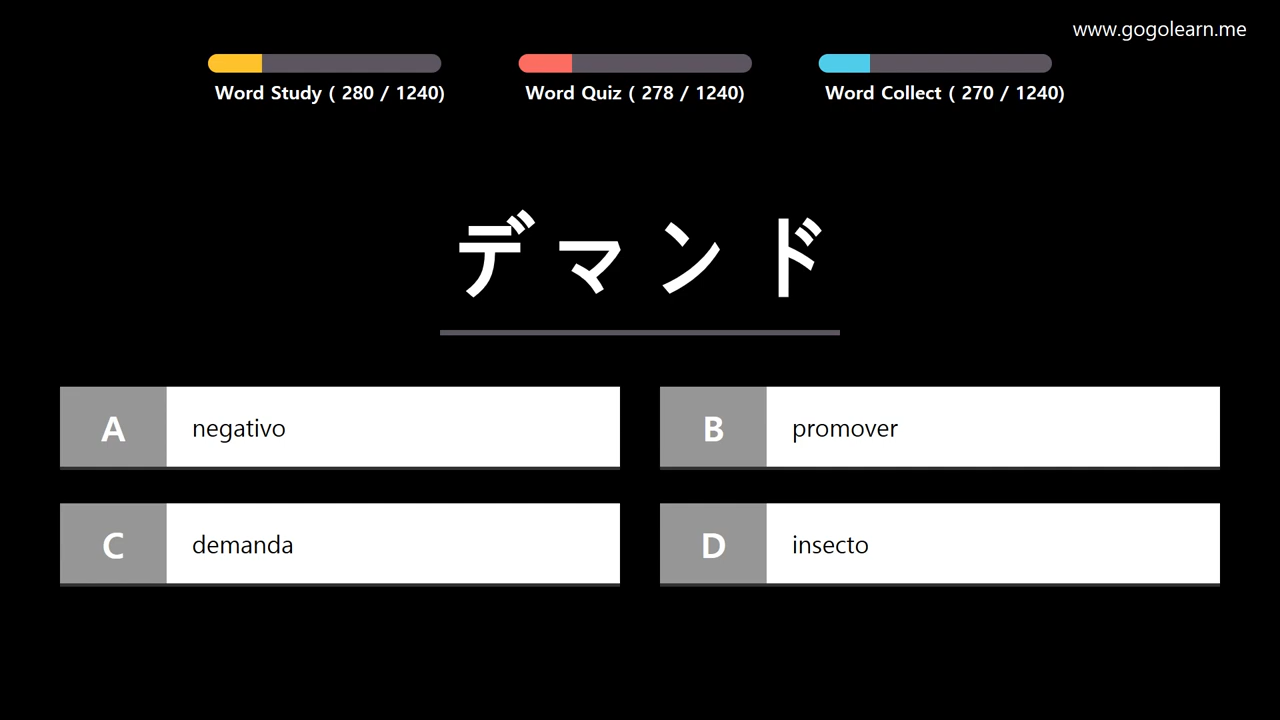 www.gogolearn.me
Word Study ( 280 / 1240)
Word Quiz ( 278 / 1240)
Word Collect ( 270 / 1240)
デマンド
A negativo
B promover
C demanda
D insecto